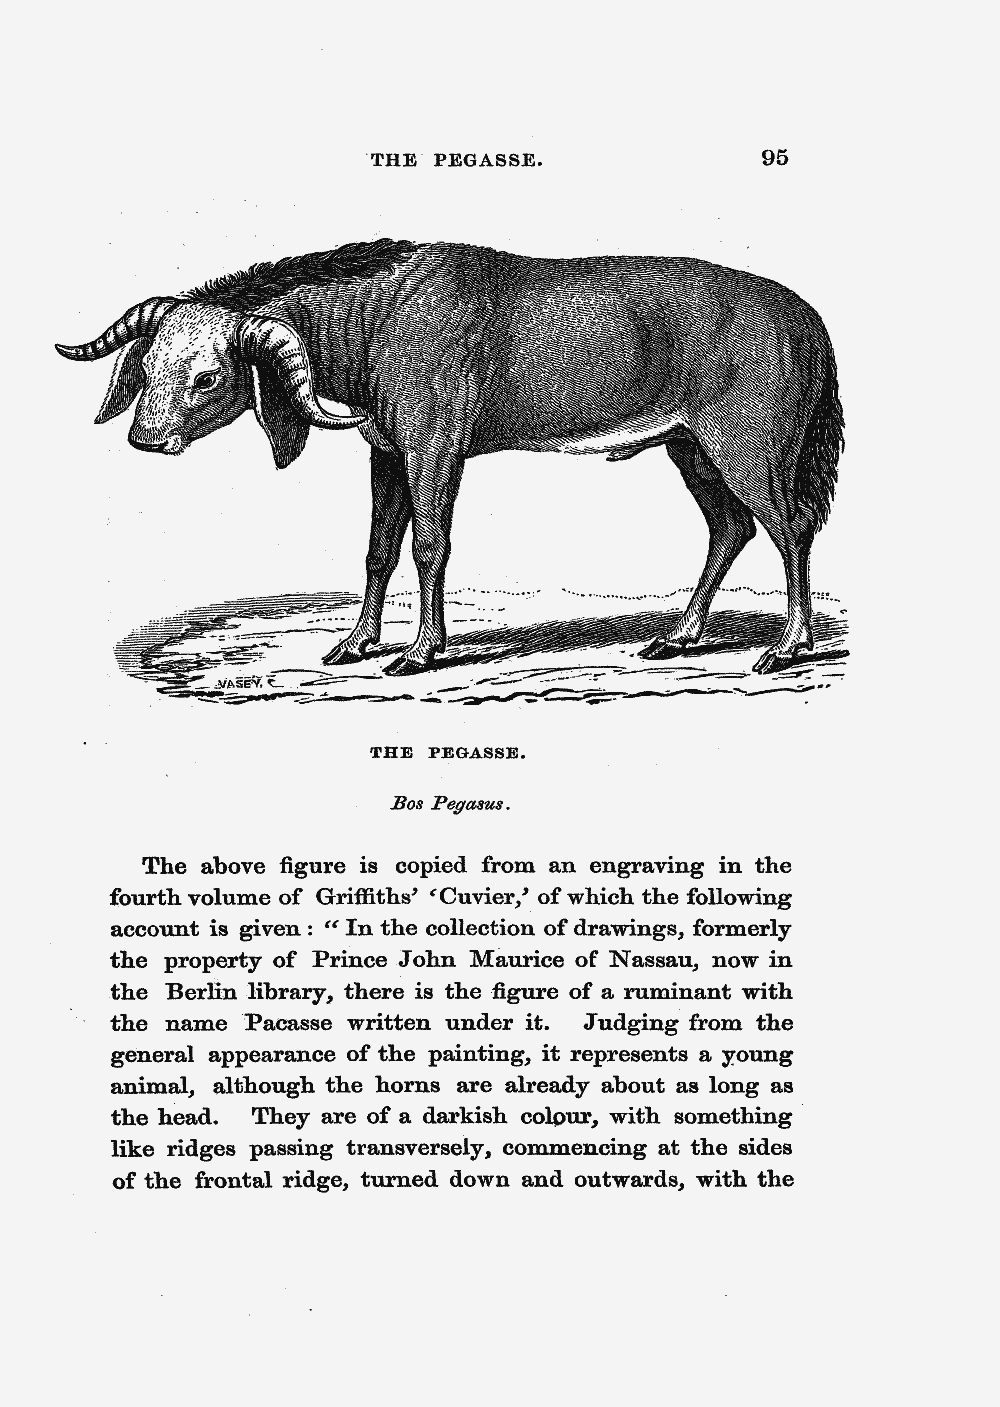 THE PEGASSE. 95
VASEY.
THE PEGASSE.
Bos Pegasus.
The above figure is copied from an engraving in the
fourth volume of Griffiths’ ‘Cuvier,’ of which the following
account is given: “ In the collection of drawings, formerly
the property of Prince John Maurice of Nassau, now in
the Berlin library, there is the figure of a ruminant with
the name Pacasse written under it. Judging from the
general appearance of the painting, it represents a young
animal, although the horns are already about as long as
the head. They are of a darkish colour, with something
like ridges passing transversely, commencing at the sides
of the frontal ridge, turned down and outwards, with the